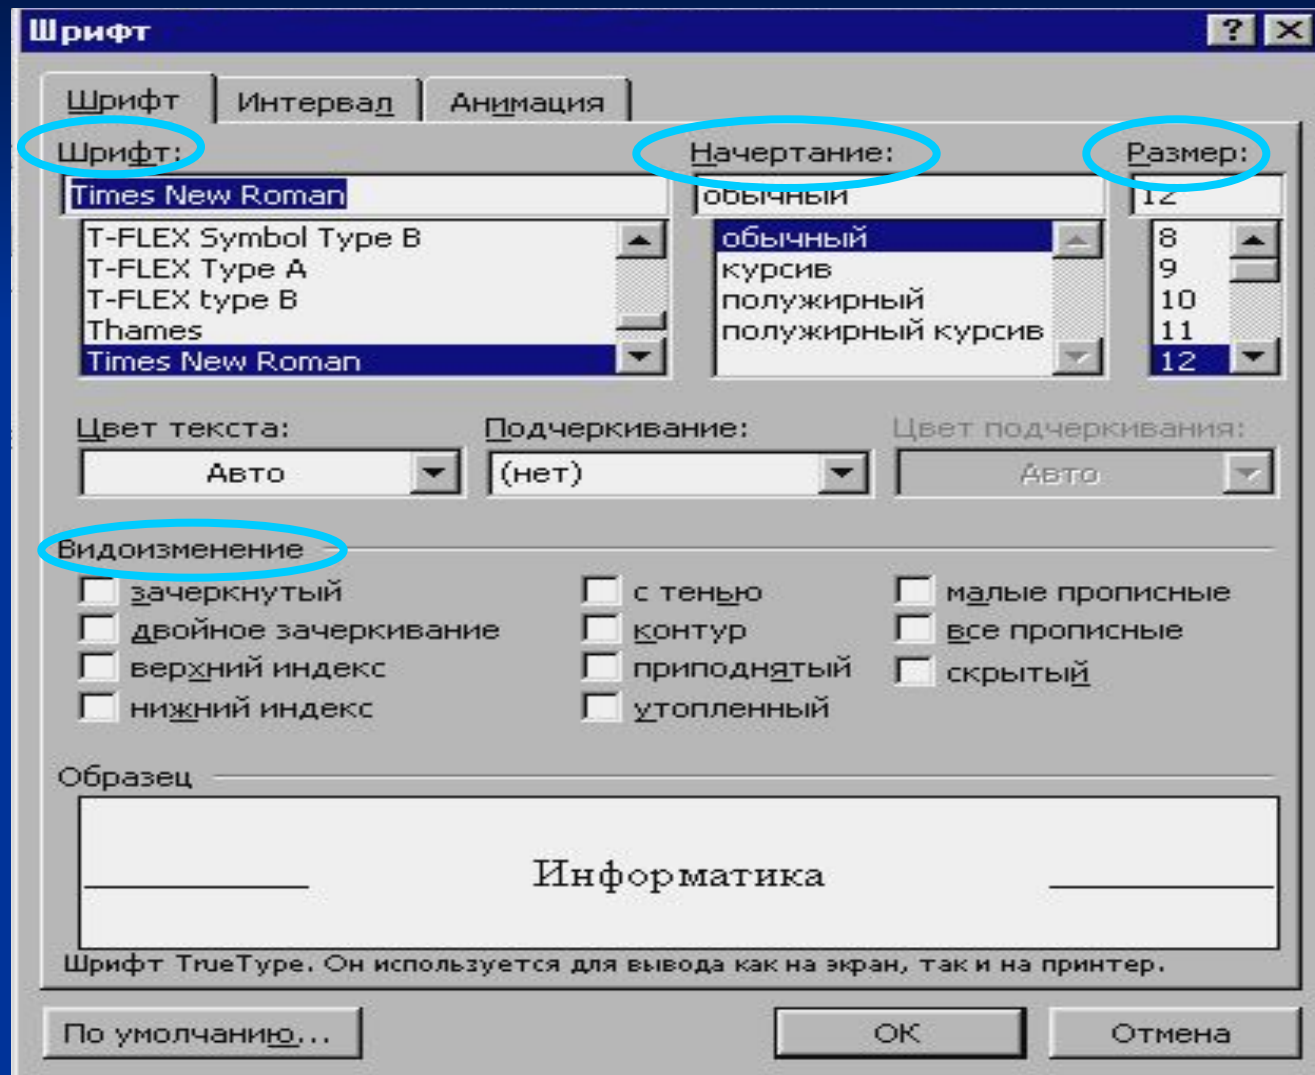 Шрифт
Шрифт Интервал Анимация
Шрифт: Начертание: Размер:
Times New Roman обычный 12
T-FLEX Symbol Type B обычный 8
T-FLEX Type A курсив 9
T-FLEX type B полужирный 10
Thames полужирный курсив 11
Times New Roman 12
Цвет текста: Подчеркивание: Цвет подчеркивания:
Авто (нет) Авто
Видоизменение
зачеркнутый с тенью малые прописные
двойное зачеркивание контур все прописные
верхний индекс приподнятый скрытый
нижний индекс утопленный
Образец
Информатика
Шрифт TrueType. Он используется для вывода как на экран, так и на принтер.
По умолчанию... ОК Отмена